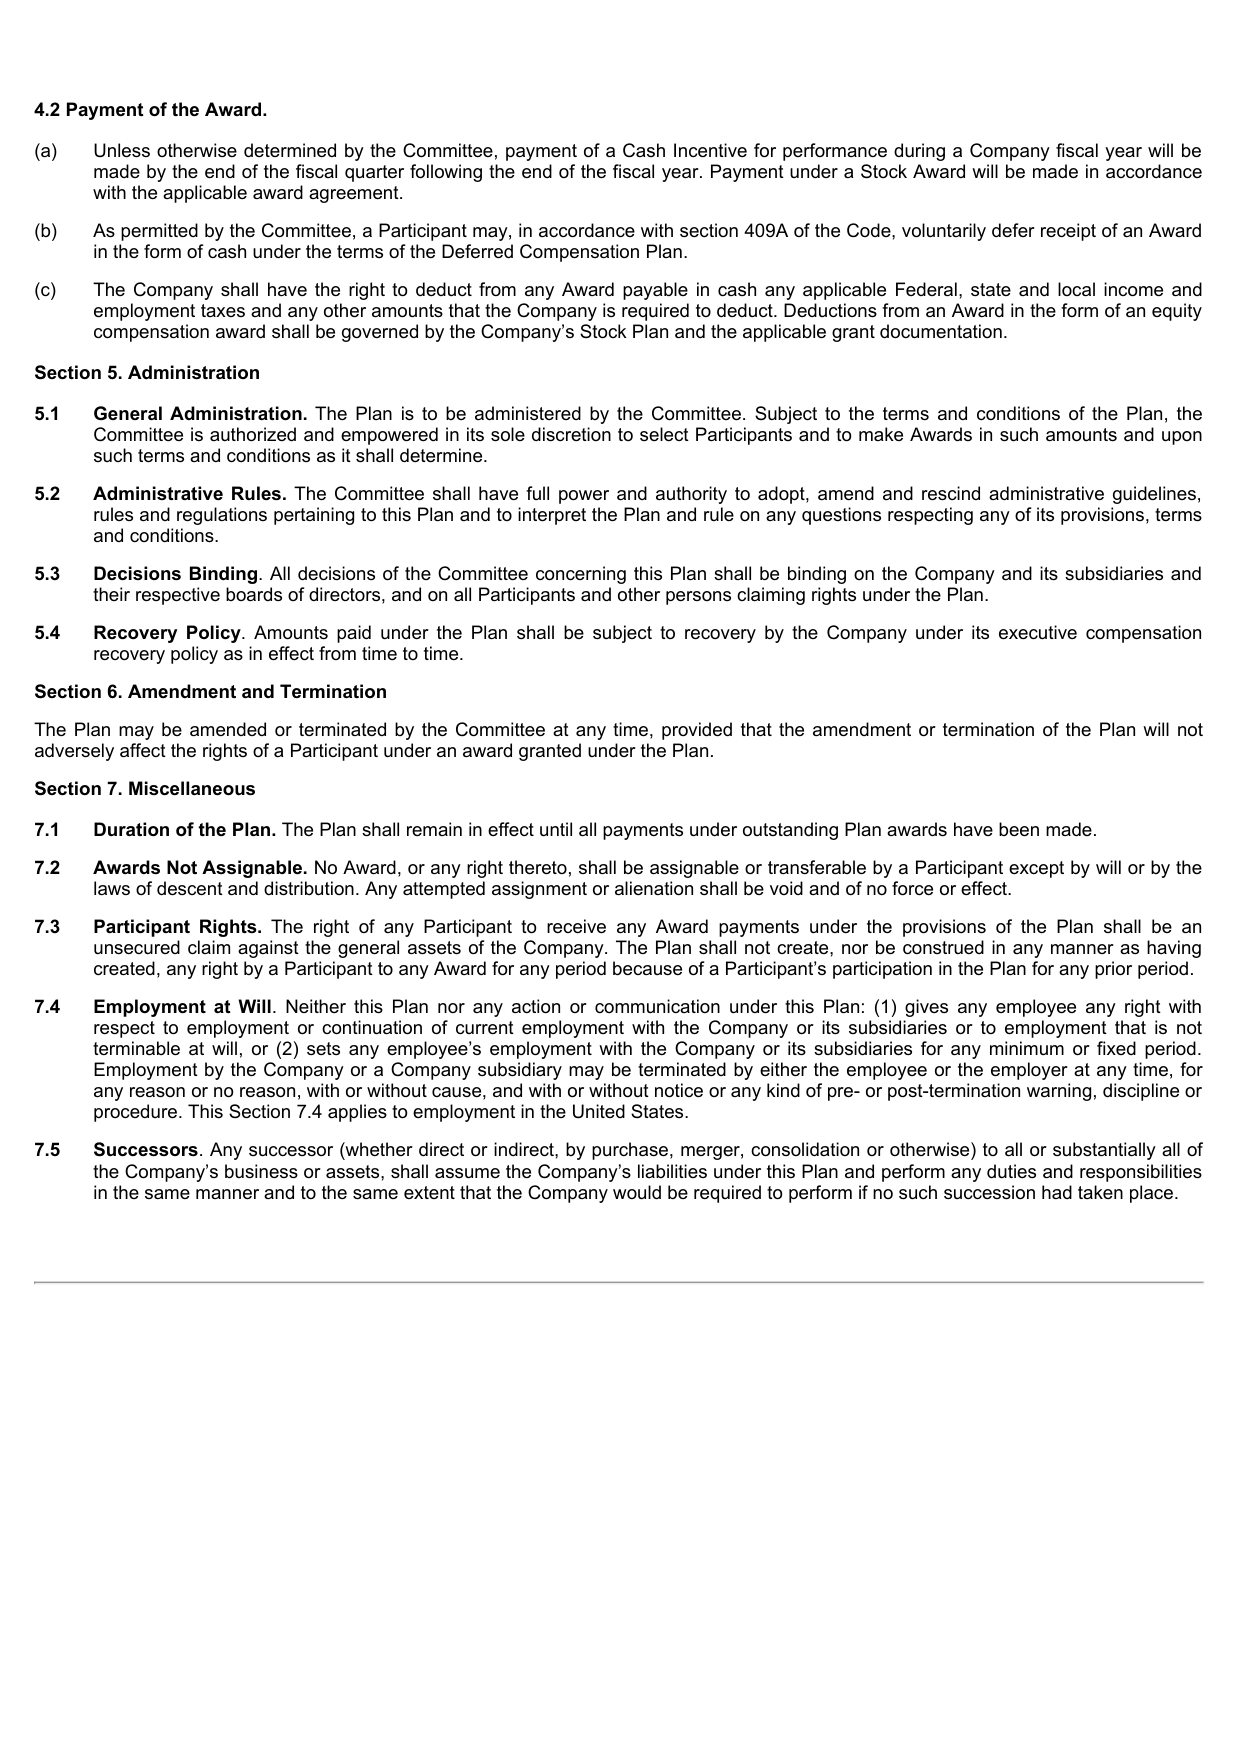 4.2 Payment of the Award.
(a) Unless otherwise determined by the Committee, payment of a Cash Incentive for performance during a Company fiscal year will be
made by the end of the fiscal quarter following the end of the fiscal year. Payment under a Stock Award will be made in accordance
with the applicable award agreement.
(b) As permitted by the Committee, a Participant may, in accordance with section 409A of the Code, voluntarily defer receipt of an Award
in the form of cash under the terms of the Deferred Compensation Plan.
(c) The Company shall have the right to deduct from any Award payable in cash any applicable Federal, state and local income and
employment taxes and any other amounts that the Company is required to deduct. Deductions from an Award in the form of an equity
compensation award shall be governed by the Company’s Stock Plan and the applicable grant documentation.
Section 5. Administration
5.1 General Administration. The Plan is to be administered by the Committee. Subject to the terms and conditions of the Plan, the
Committee is authorized and empowered in its sole discretion to select Participants and to make Awards in such amounts and upon
such terms and conditions as it shall determine.
5.2 Administrative Rules. The Committee shall have full power and authority to adopt, amend and rescind administrative guidelines,
rules and regulations pertaining to this Plan and to interpret the Plan and rule on any questions respecting any of its provisions, terms
and conditions.
5.3 Decisions Binding. All decisions of the Committee concerning this Plan shall be binding on the Company and its subsidiaries and
their respective boards of directors, and on all Participants and other persons claiming rights under the Plan.
5.4 Recovery Policy. Amounts paid under the Plan shall be subject to recovery by the Company under its executive compensation
recovery policy as in effect from time to time.
Section 6. Amendment and Termination
The Plan may be amended or terminated by the Committee at any time, provided that the amendment or termination of the Plan will not
adversely affect the rights of a Participant under an award granted under the Plan.
Section 7. Miscellaneous
7.1 Duration of the Plan. The Plan shall remain in effect until all payments under outstanding Plan awards have been made.
7.2 Awards Not Assignable. No Award, or any right thereto, shall be assignable or transferable by a Participant except by will or by the
laws of descent and distribution. Any attempted assignment or alienation shall be void and of no force or effect.
7.3 Participant Rights. The right of any Participant to receive any Award payments under the provisions of the Plan shall be an
unsecured claim against the general assets of the Company. The Plan shall not create, nor be construed in any manner as having
created, any right by a Participant to any Award for any period because of a Participant’s participation in the Plan for any prior period.
7.4 Employment at Will. Neither this Plan nor any action or communication under this Plan: (1) gives any employee any right with
respect to employment or continuation of current employment with the Company or its subsidiaries or to employment that is not
terminable at will, or (2) sets any employee’s employment with the Company or its subsidiaries for any minimum or fixed period.
Employment by the Company or a Company subsidiary may be terminated by either the employee or the employer at any time, for
any reason or no reason, with or without cause, and with or without notice or any kind of pre- or post-termination warning, discipline or
procedure. This Section 7.4 applies to employment in the United States.
7.5 Successors. Any successor (whether direct or indirect, by purchase, merger, consolidation or otherwise) to all or substantially all of
the Company’s business or assets, shall assume the Company’s liabilities under this Plan and perform any duties and responsibilities
in the same manner and to the same extent that the Company would be required to perform if no such succession had taken place.